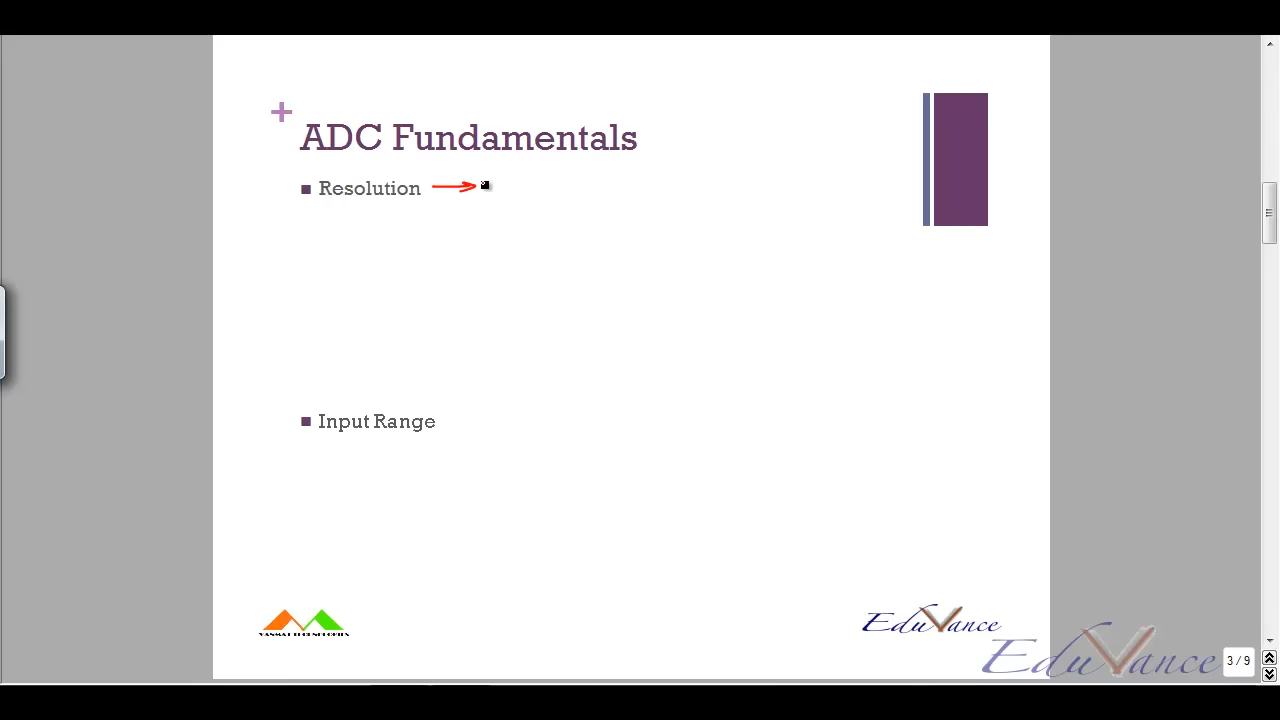 +
ADC Fundamentals
Resolution
Input Range
EduVance
EduVance
3 / 9